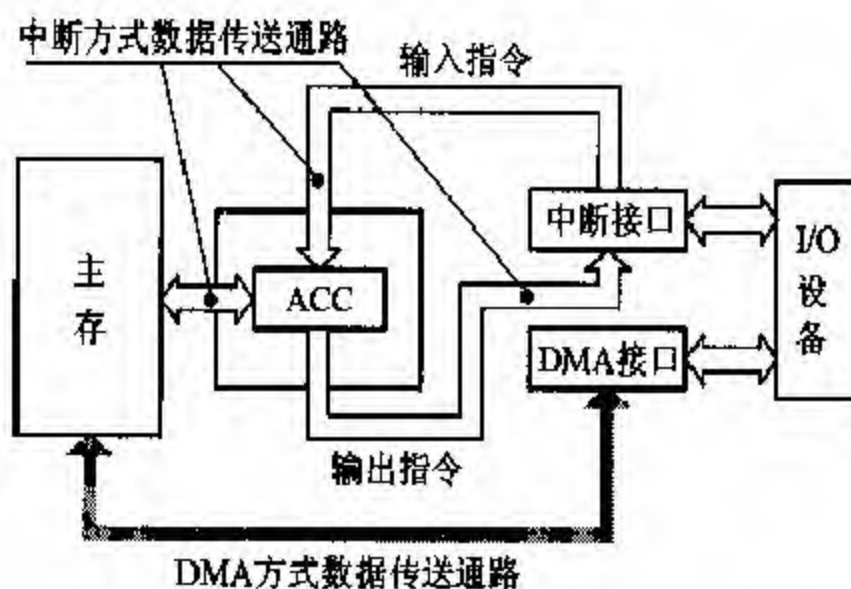 中断方式数据传送通路
输入指令
主存
ACC
中断接口
I/O设备
DMA接口
输出指令
DMA方式数据传送通路